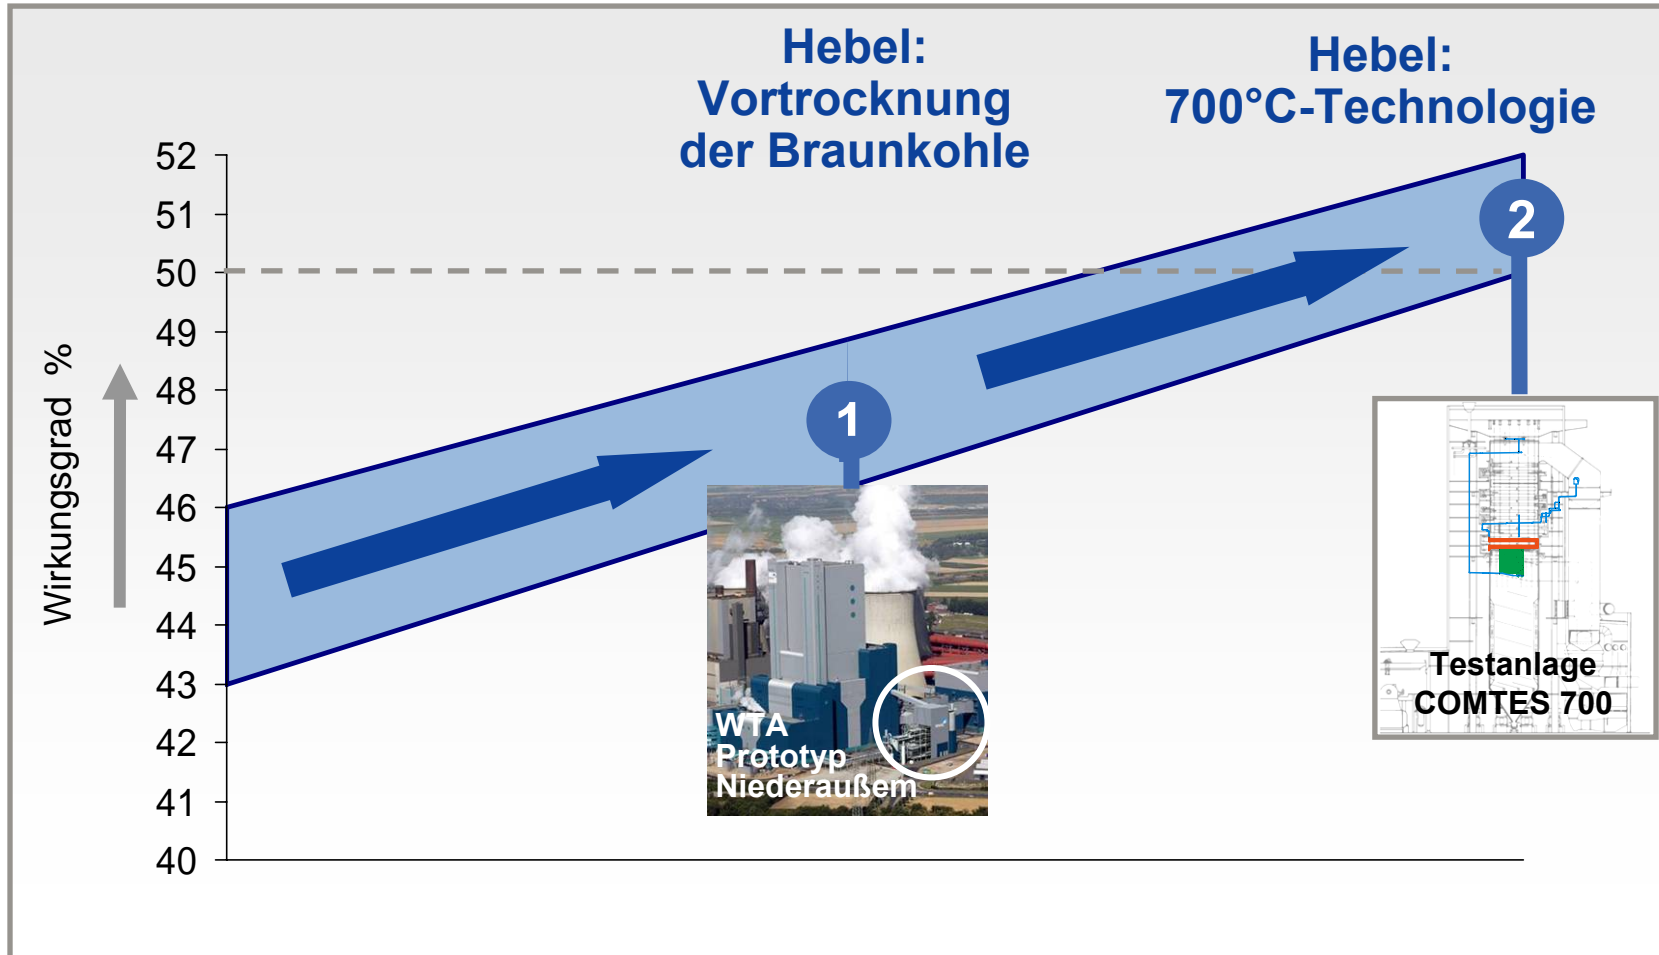 Hebel:
Vortrocknung
der Braunkohle
Hebel:
700°C-Technologie
52
51
50
49
48
47
46
45
44
43
42
41
40
Wirkungsgrad %
1
2
WTA
Prototyp
Niederaußem
Testanlage
COMTES 700